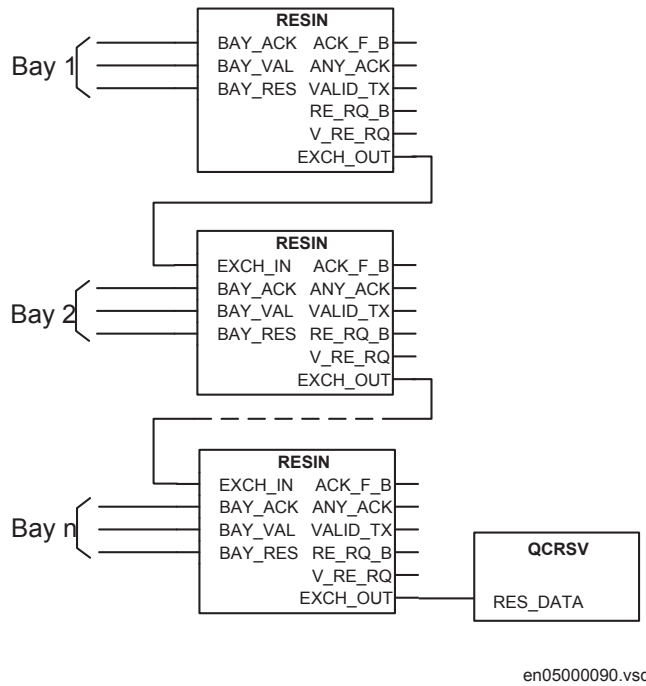 RESIN
BAY_ACK ACK_F_B
Bay 1 BAY_VAL ANY_ACK
BAY_RES VALID_TX
RE_RQ_B
V_RE_RQ
EXCH_OUT
RESIN
EXCH_IN ACK_F_B
BAY_ACK ANY_ACK
Bay 2 BAY_VAL VALID_TX
BAY_RES RE_RQ_B
V_RE_RQ
EXCH_OUT
RESIN
EXCH_IN ACK_F_B
BAY_ACK ANY_ACK
Bay n BAY_VAL VALID_TX
BAY_RES RE_RQ_B
QCRSV
V_RE_RQ
EXCH_OUT RES_DATA